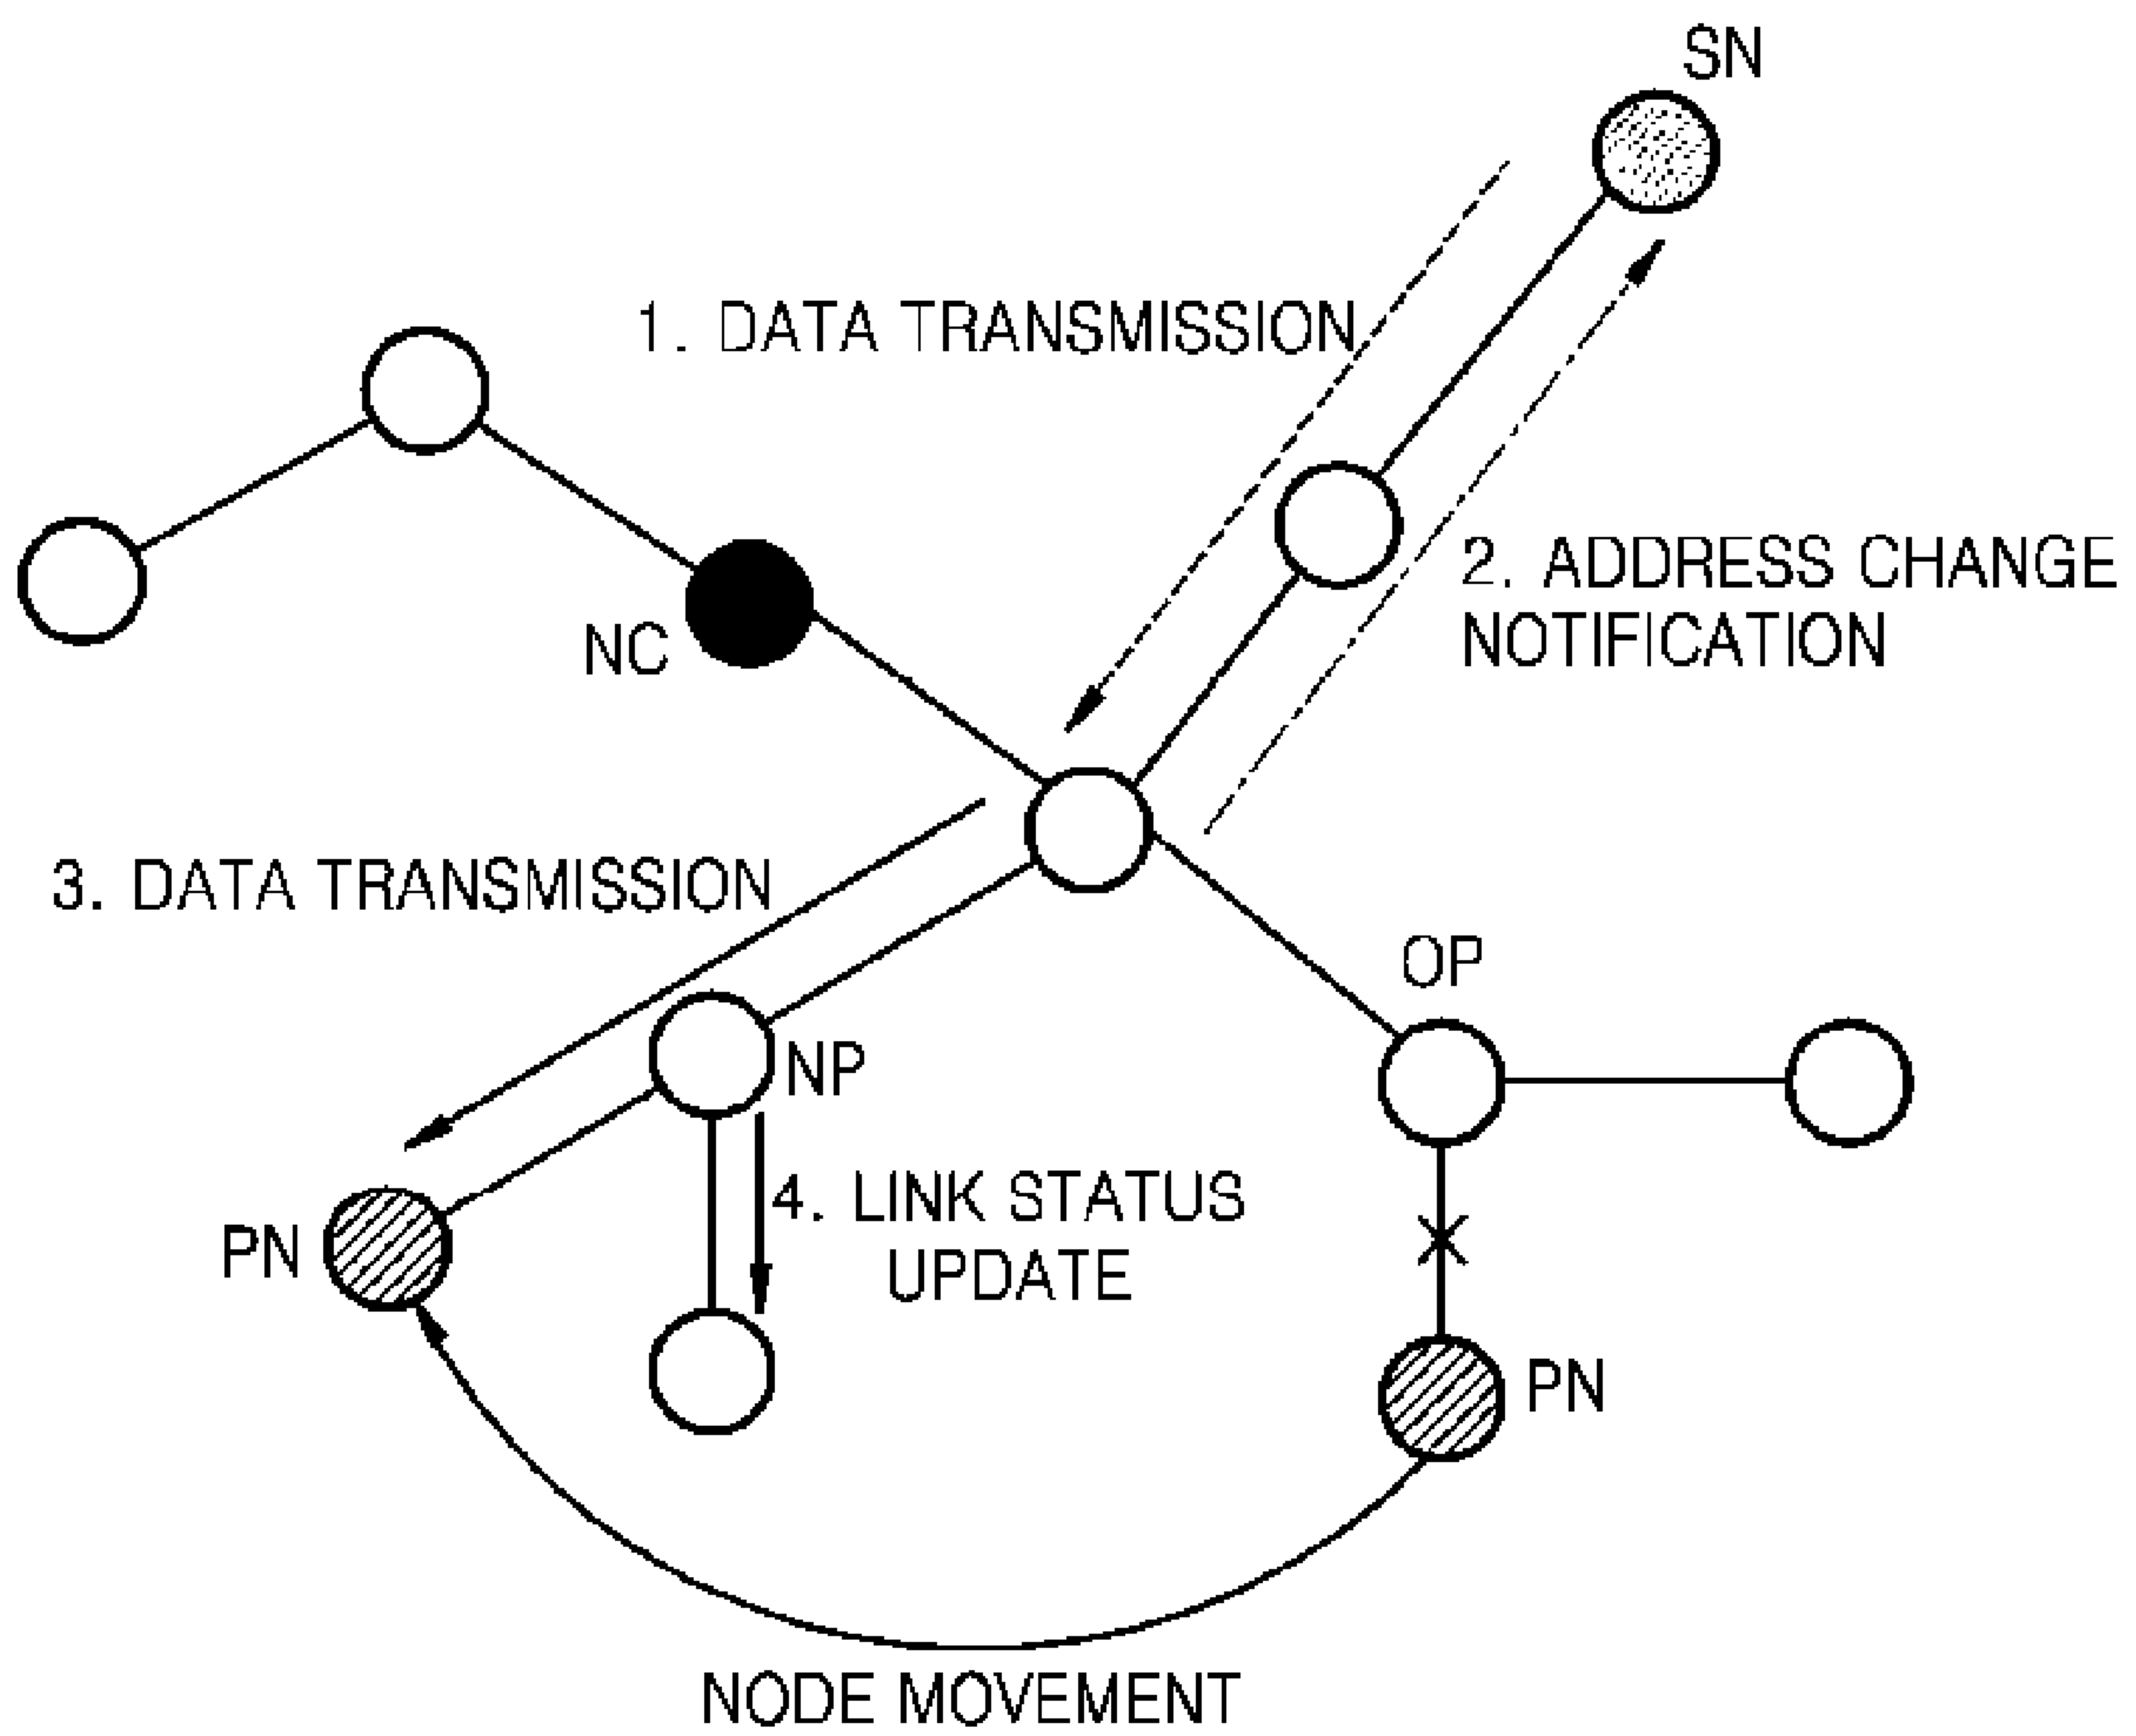 SN
1. DATA TRANSMISSION
2. ADDRESS CHANGE
NOTIFICATION
NC
3. DATA TRANSMISSION
OP
NP
4. LINK STATUS
UPDATE
PN
PN
NODE MOVEMENT